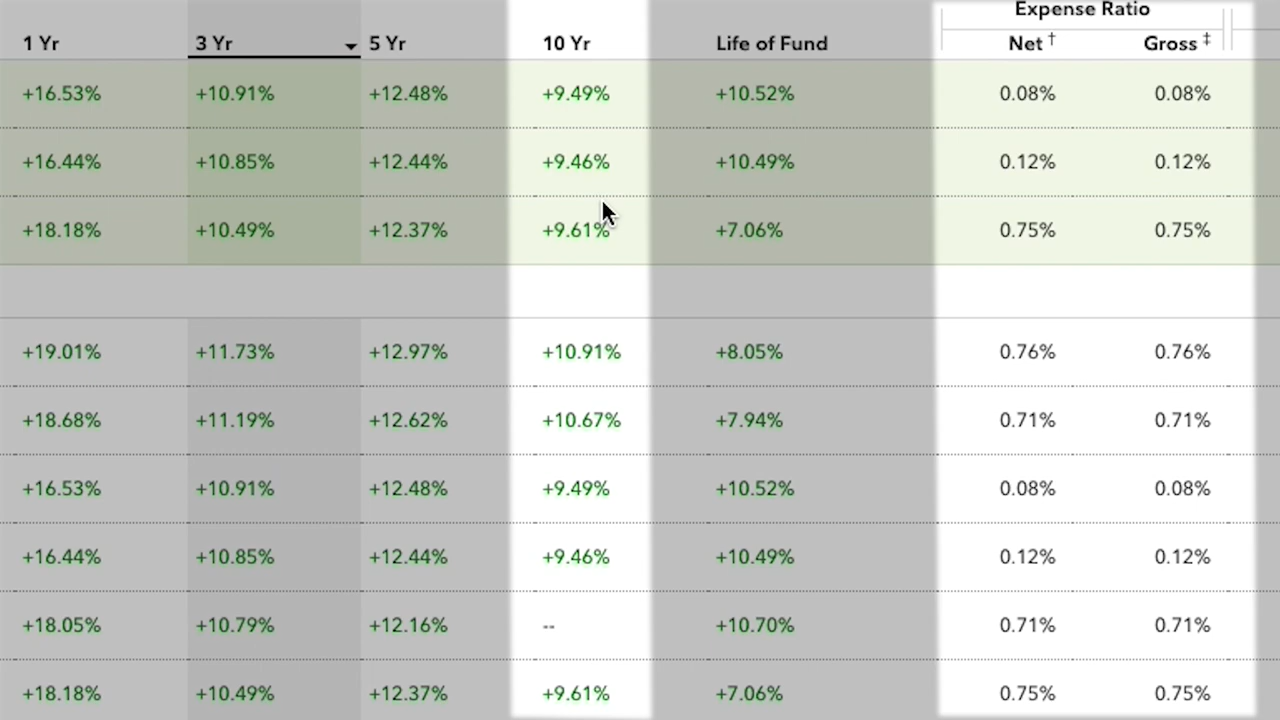 Expense Ratio
1 Yr 3 Yr 5 Yr 10 Yr Life of Fund Net † Gross ‡
+16.53% +10.91% +12.48% +9.49% +10.52% 0.08% 0.08%
+16.44% +10.85% +12.44% +9.46% +10.49% 0.12% 0.12%
+18.18% +10.49% +12.37% +9.61% +7.06% 0.75% 0.75%
+19.01% +11.73% +12.97% +10.91% +8.05% 0.76% 0.76%
+18.68% +11.19% +12.62% +10.67% +7.94% 0.71% 0.71%
+16.53% +10.91% +12.48% +9.49% +10.52% 0.08% 0.08%
+16.44% +10.85% +12.44% +9.46% +10.49% 0.12% 0.12%
+18.05% +10.79% +12.16% -- +10.70% 0.71% 0.71%
+18.18% +10.49% +12.37% +9.61% +7.06% 0.75% 0.75%